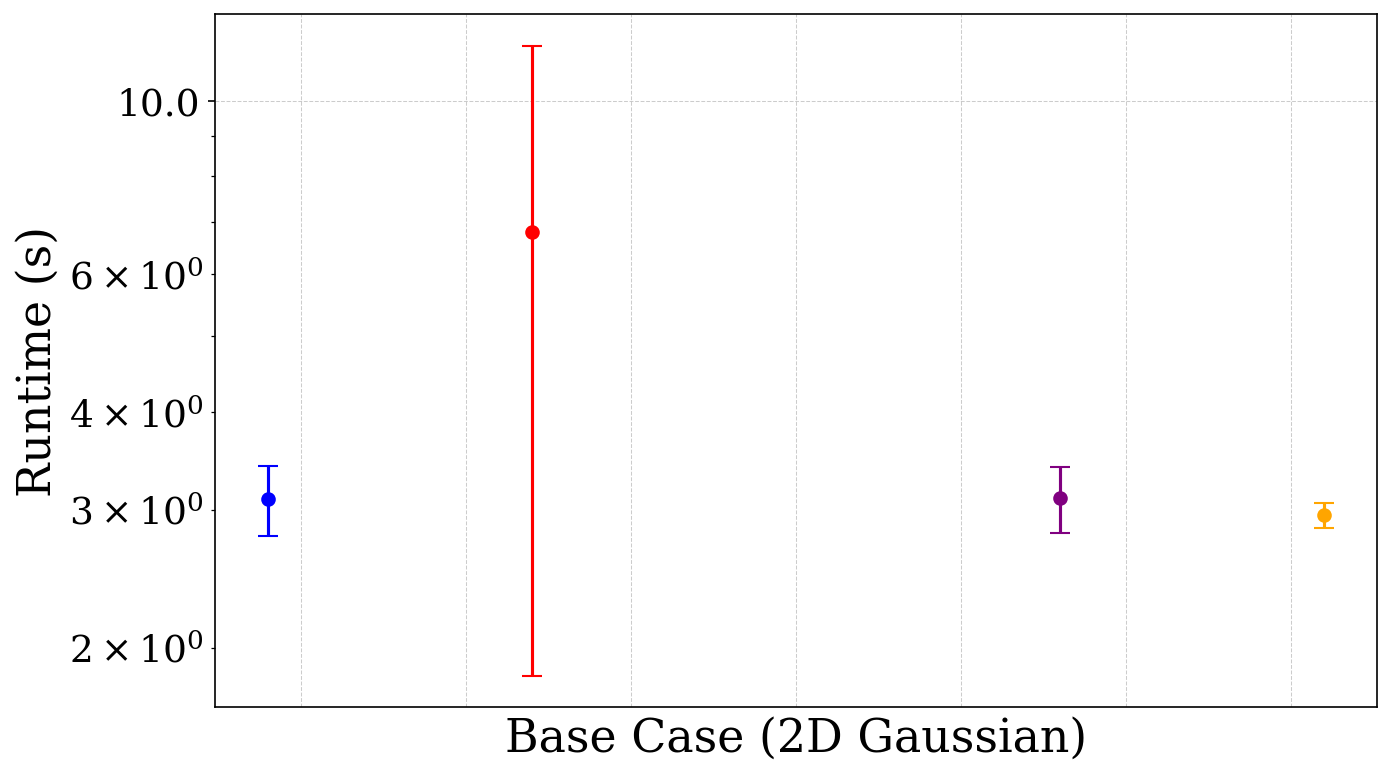 Runtime (s)
10.0
6 × 10⁰
4 × 10⁰
3 × 10⁰
2 × 10⁰
Base Case (2D Gaussian)